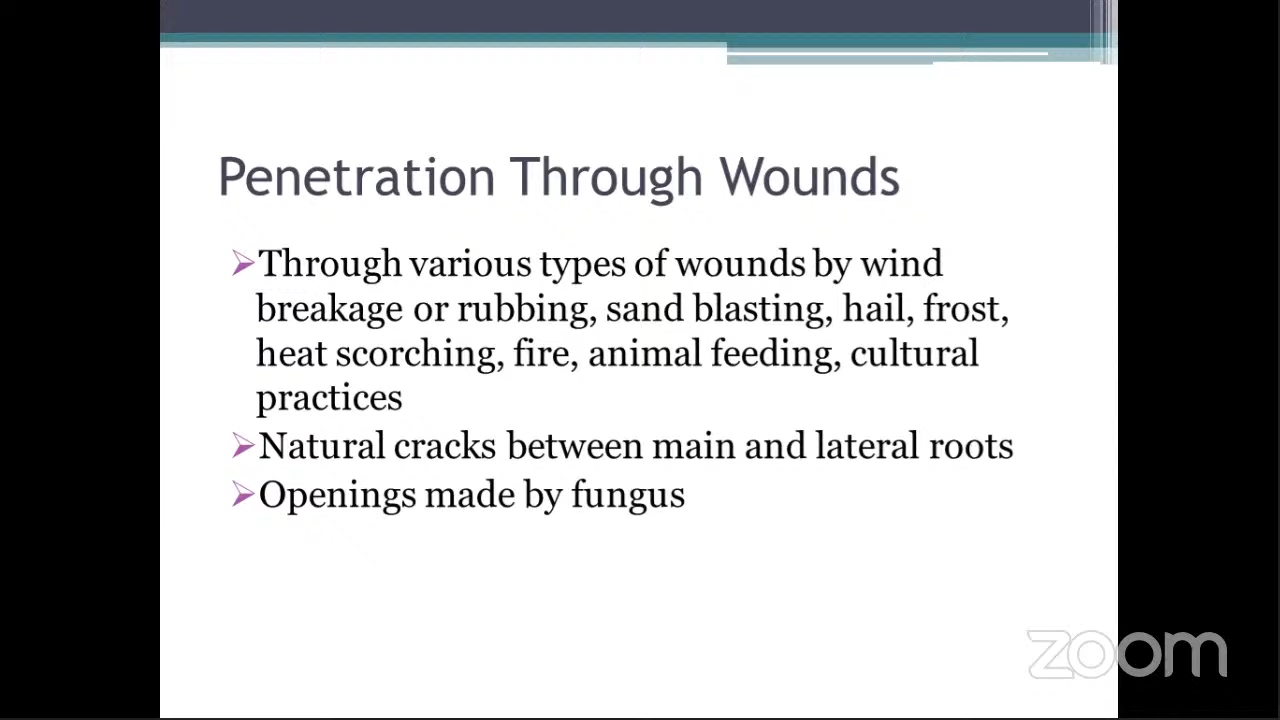 Penetration Through Wounds
➢Through various types of wounds by wind
breakage or rubbing, sand blasting, hail, frost,
heat scorching, fire, animal feeding, cultural
practices
➢Natural cracks between main and lateral roots
➢Openings made by fungus
zoom